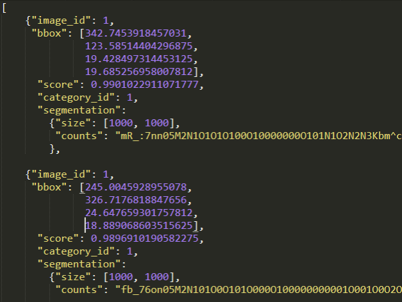 [
{"image_id": 1,
"bbox": [342.7453918457031,
123.58514404296875,
19.428497314453125,
19.685256958007812],
"score": 0.9901022911071777,
"category_id": 1,
"segmentation":
{"size": [1000, 1000],
"counts": "mR_:7nn05M2N1O1O1O100O10000000O101N1O2N2N3Kbm^c
},
{"image_id": 1,
"bbox": [245.0045928955078,
326.7176818847656,
24.647659301757812,
18.889068603515625],
"score": 0.9896910190582275,
"category_id": 1,
"segmentation":
{"size": [1000, 1000],
"counts": "fb_76on05M2N101O0O101O000O100000000001O001O002O